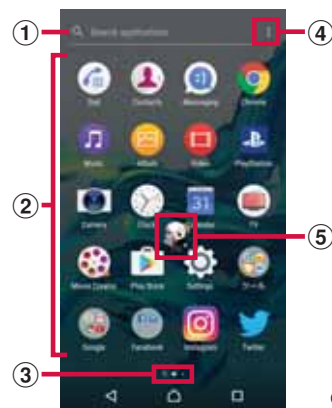 ① Search applications ④
②
Dial Contacts Messaging Chrome
Music Album Video PlayStation
31
Camera Clock TV
⑤
Movie Creator Play Store Settings ツール
Google Facebook Instagram Twitter
③